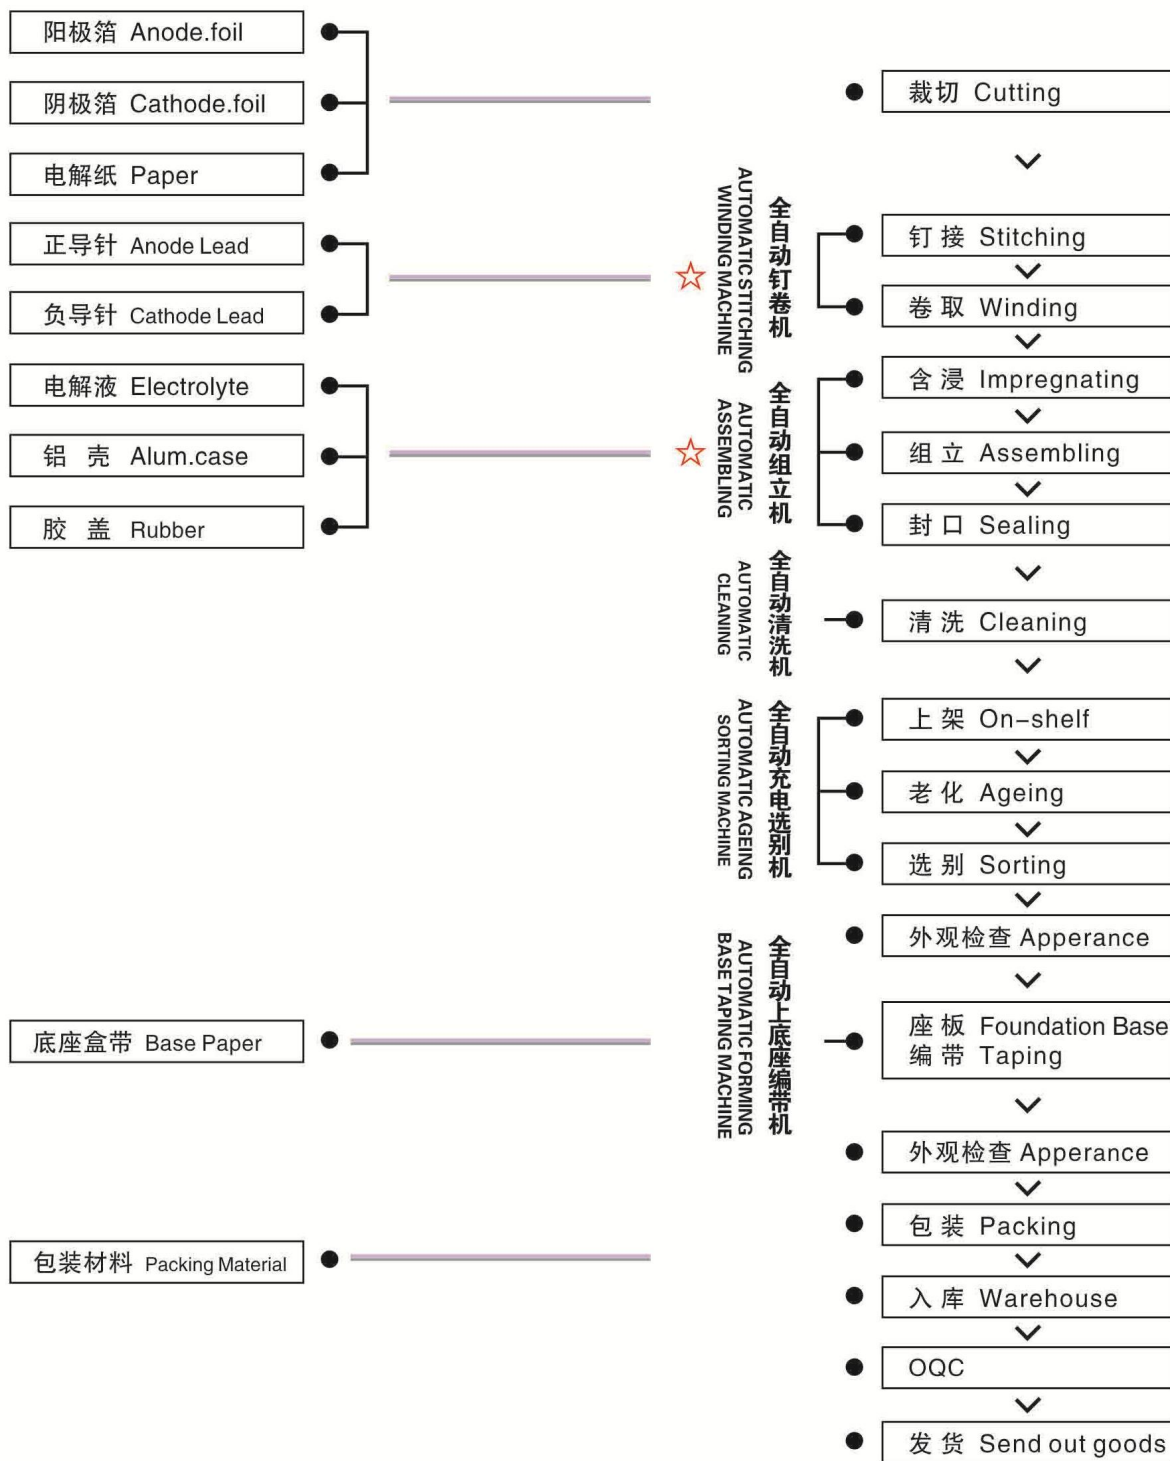 阳极箔 Anode.foil
阴极箔 Cathode.foil
电解纸 Paper
正导针 Anode Lead
负导针 Cathode Lead
电解液 Electrolyte
铝 壳 Alum.case
胶 盖 Rubber
底座盒带 Base Paper
包装材料 Packing Material
全自动钉卷机
AUTOMATIC STITCHING
WINDING MACHINE
全自动组立机
AUTOMATIC
ASSEMBLING
全自动清洗机
AUTOMATIC
CLEANING
全自动充电选别机
AUTOMATIC AGEING
SORTING MACHINE
全自动上底座编带机
AUTOMATIC FORMING
BASE TAPING MACHINE
裁切 Cutting
钉 接 Stitching
卷 取 Winding
含 浸 Impregnating
组 立 Assembling
封 口 Sealing
清 洗 Cleaning
上 架 On-shelf
老 化 Ageing
选 别 Sorting
外观检查 Apperance
座 板 Foundation Base
编 带 Taping
外观检查 Apperance
包 装 Packing
入 库 Warehouse
OQC
发 货 Send out goods